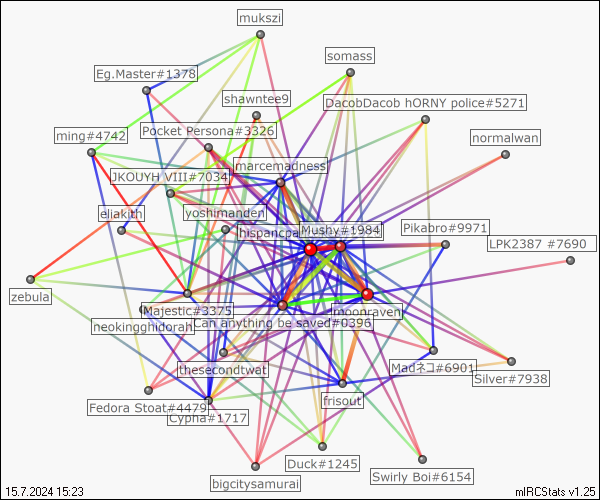 mukszi
somass
Eg.Master#1378
shawntee9
DacobDacob hORNY police#5271
Pocket Persona#3326
ming#4742
normalwan
marcemadness
JKOUYH VIII#7034
eliakith
yoshimanden
Mushy#1984
Pikabro#9971
LPK2387 #7690
zebula
Majestic#3375
moonraven
neokingghidorah
Can anything be saved#0396
thesecondtwat
Madネコ#6901
Silver#7938
Fedora Stoat#4479
Cypha#1717
frisout
Duck#1245
Swirly Boi#6154
bigcitysamurai
15.7.2024 15:23
mIRCStats v1.25